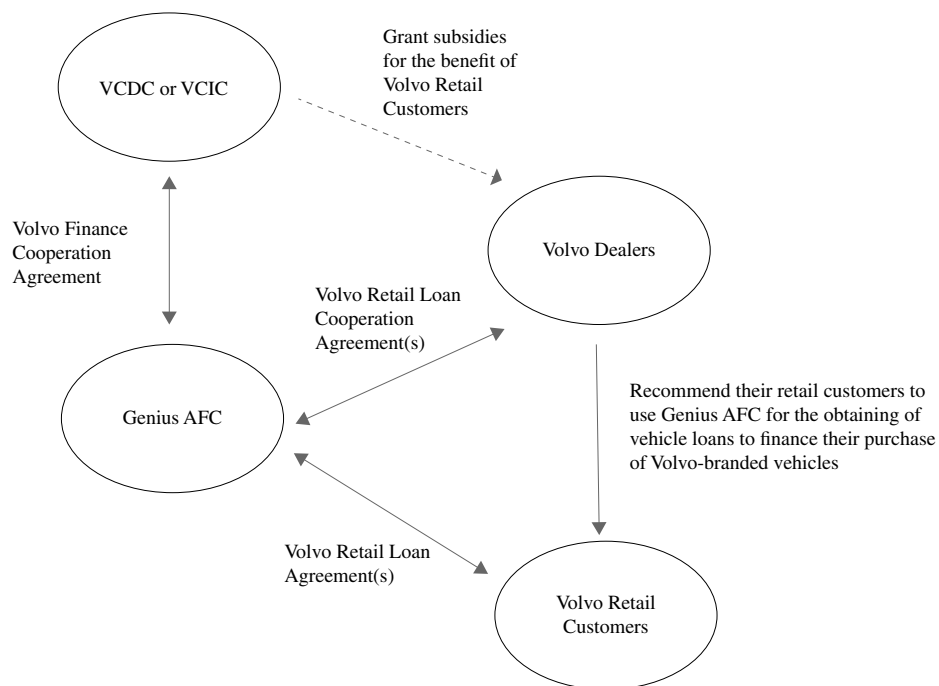 Grant subsidies
for the benefit of
Volvo Retail
Customers
VCDC or VCIC
Volvo Finance
Cooperation
Agreement
Volvo Dealers
Volvo Retail Loan
Cooperation
Agreement(s)
Genius AFC
Recommend their retail customers to
use Genius AFC for the obtaining of
vehicle loans to finance their purchase
of Volvo-branded vehicles
Volvo Retail Loan
Agreement(s)
Volvo Retail
Customers